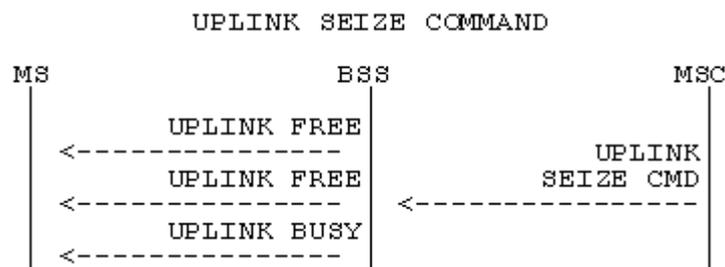 UPLINK SEIZE COMMAND
MS BSS MSC
UPLINK FREE
UPLINK
UPLINK FREE SEIZE CMD
UPLINK BUSY